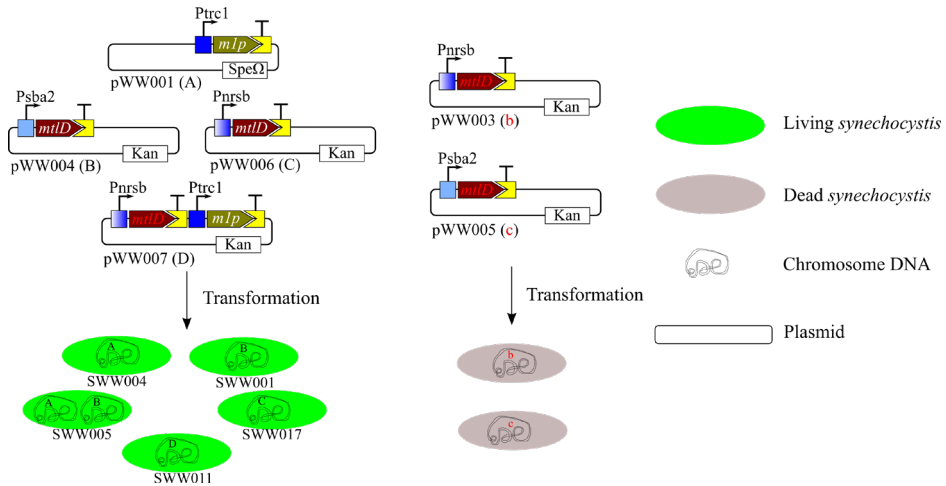 Ptrc1
m1p
SpeΩ
pWW001 (A)
Psba2
mtlD
Kan
pWW004 (B)
Pnrsb
mtlD
Kan
pWW006 (C)
Pnrsb
Ptrc1
mtlD
m1p
Kan
pWW007 (D)
Transformation
A
SWW004
B
SWW001
A
B
SWW005
C
SWW017
D
SWW011
Pnrsb
mtlD
Kan
pWW003 (b)
Psba2
mtlD
Kan
pWW005 (c)
Transformation
b
c
Living synechocystis
Dead synechocystis
Chromosome DNA
Plasmid